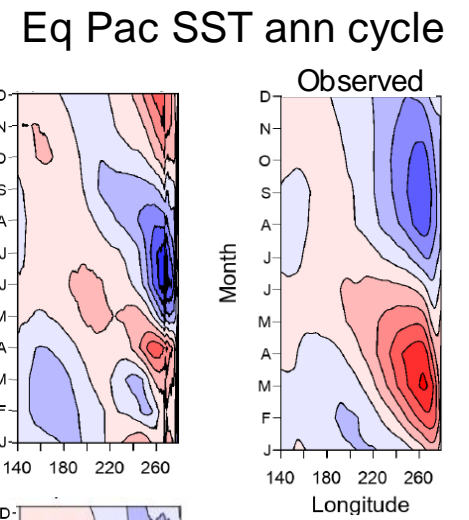 Eq Pac SST ann cycle
Observed
D
N
O
S
A
J
J
M
A
M
F
J
140 180 220 260
D
Month
D
N
O
S
A
J
J
M
A
M
F
J
140 180 220 260
Longitude